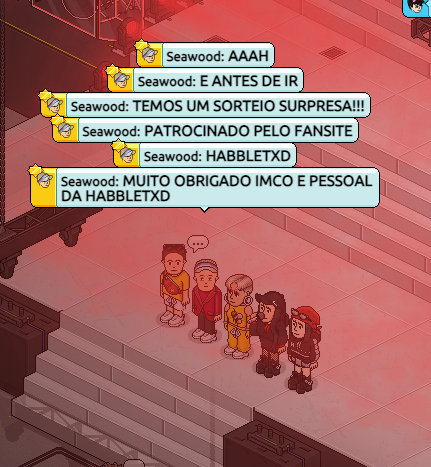 Seawood: AAAH
Seawood: E ANTES DE IR
Seawood: TEMOS UM SORTEIO SURPRESA!!!
Seawood: PATROCINADO PELO FANSITE
Seawood: HABBLETXD
Seawood: MUITO OBRIGADO IMCO E PESSOAL
DA HABBLETXD
...